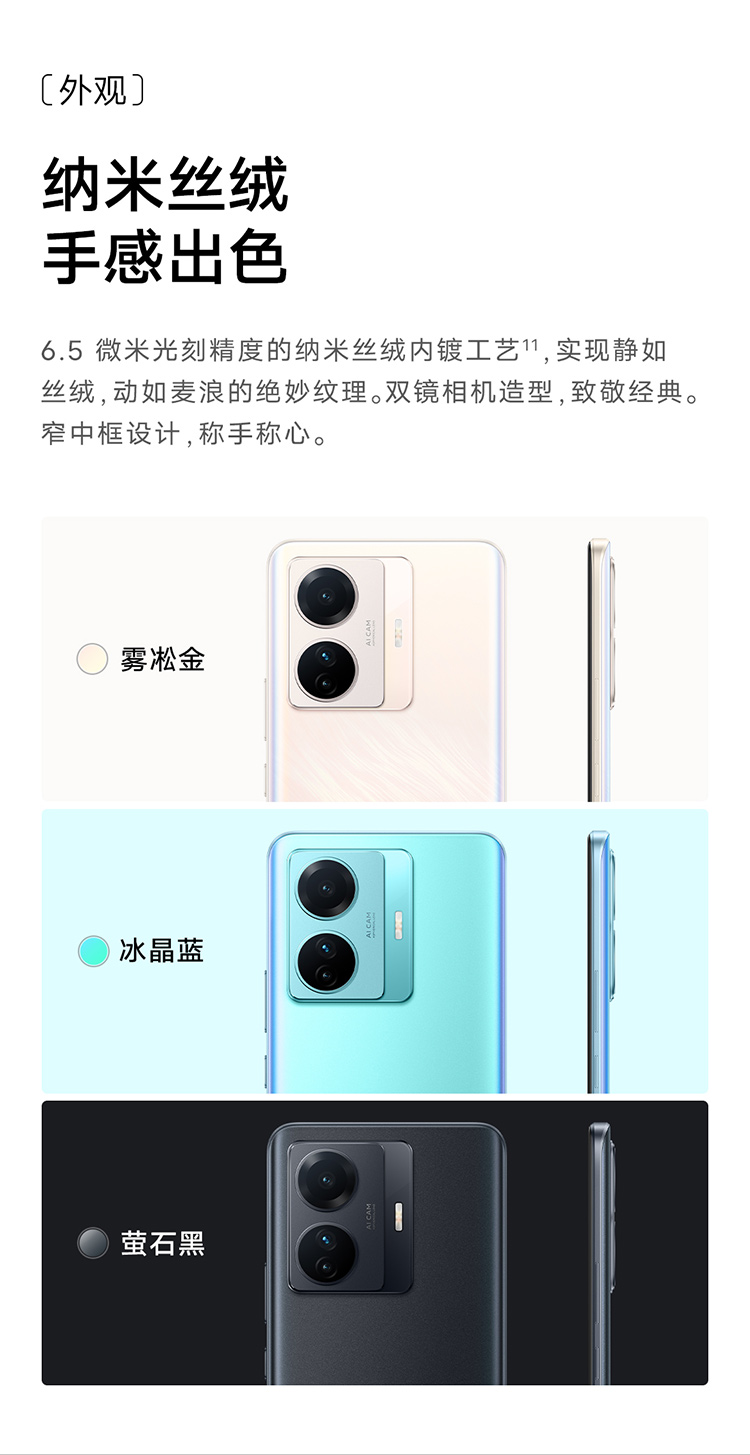 ［外观］
纳米丝绒
手感出色
6.5 微米光刻精度的纳米丝绒内镀工艺¹¹，实现静如
丝绒，动如麦浪的绝妙纹理。双镜相机造型，致敬经典。
窄中框设计，称手称心。
雾凇金
AI CAM
冰晶蓝
AI CAM
萤石黑
AI CAM